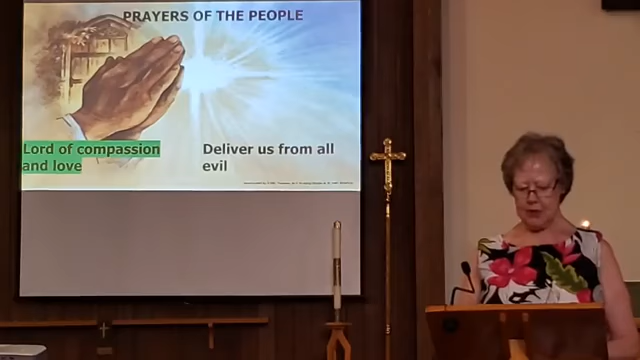 PRAYERS OF THE PEOPLE
Lord of compassion
and love
Deliver us from all
evil